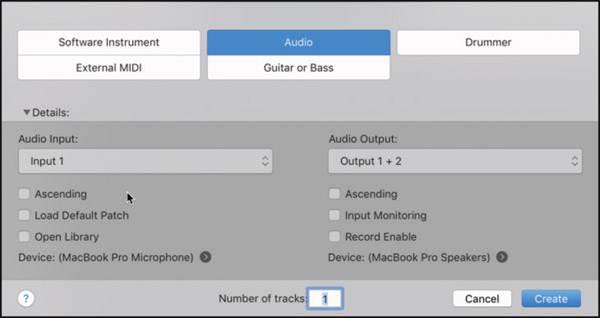 Software Instrument
Audio
Drummer
External MIDI
Guitar or Bass
Details:
Audio Input:
Audio Output:
Input 1
Output 1 + 2
Ascending
Ascending
Load Default Patch
Input Monitoring
Open Library
Record Enable
Device: (MacBook Pro Microphone)
Device: (MacBook Pro Speakers)
?
Number of tracks:
1
Cancel
Create